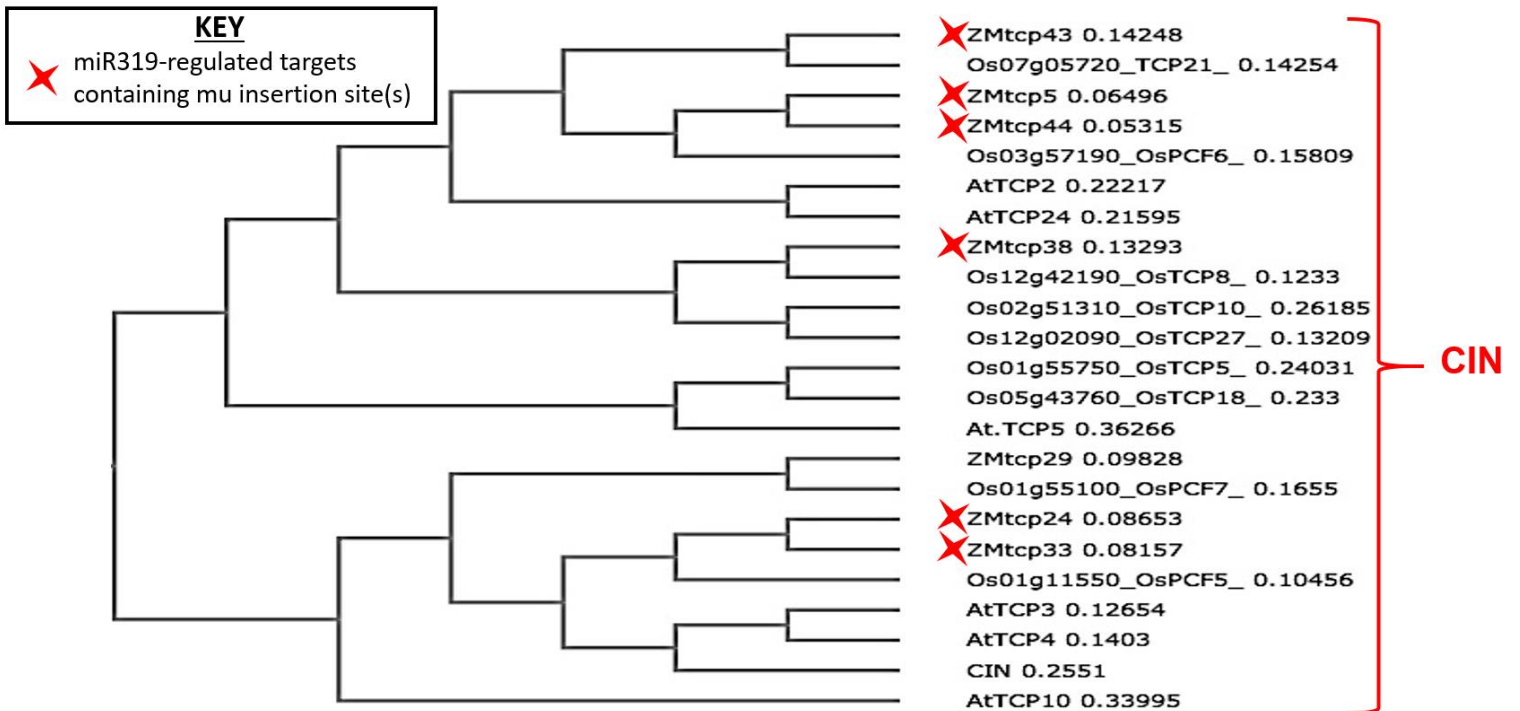 KEY
miR319-regulated targets
containing mu insertion site(s)
ZMtcp43 0.14248
Os07g05720_TCP21_ 0.14254
ZMtcp5 0.06496
ZMtcp44 0.05315
Os03g57190_OsPCF6_ 0.15809
AtTCP2 0.22217
AtTCP24 0.21595
ZMtcp38 0.13293
Os12g42190_OsTCP8_ 0.1233
Os02g51310_OsTCP10_ 0.26185
Os12g02090_OsTCP27_ 0.13209
Os01g55750_OsTCP5_ 0.24031
Os05g43760_OsTCP18_ 0.233
At.TCP5 0.36266
ZMtcp29 0.09828
Os01g55100_OsPCF7_ 0.1655
ZMtcp24 0.08653
ZMtcp33 0.08157
Os01g11550_OsPCF5_ 0.10456
AtTCP3 0.12654
AtTCP4 0.1403
CIN 0.2551
AtTCP10 0.33995
CIN